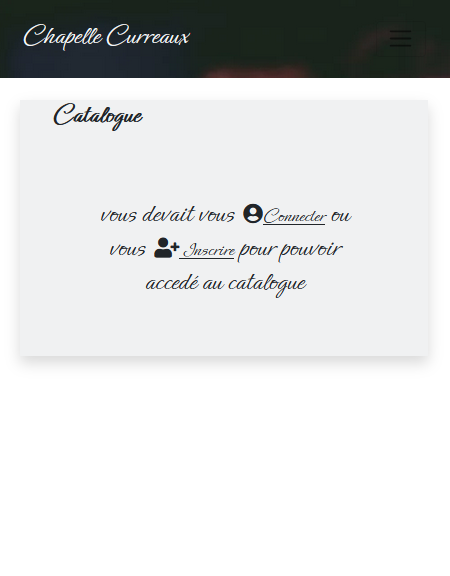 Chapelle Curreaux
Catalogue
vous devait vous Connecter ou
vous Inscrire pour pouvoir
accedé au catalogue